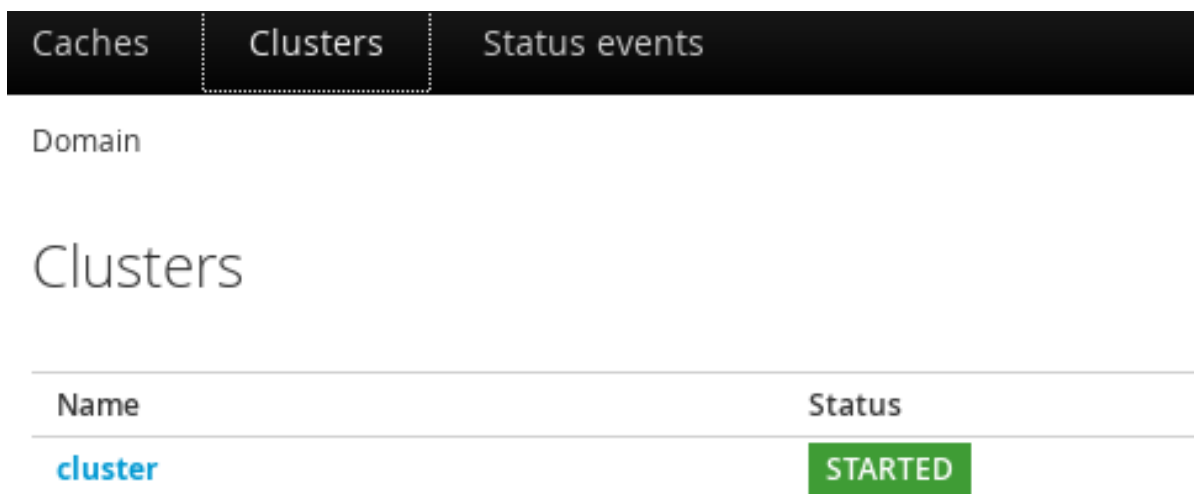 Caches Clusters Status events
Domain
Clusters
Name Status
cluster STARTED